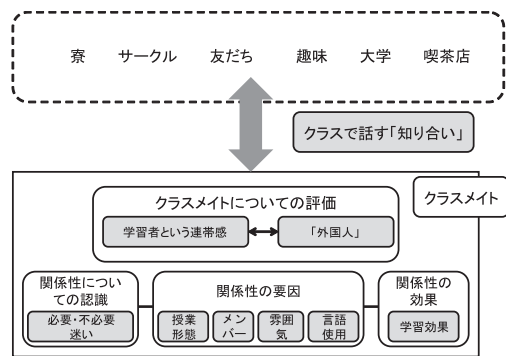 寮 サークル 友だち 趣味 大学 喫茶店
クラスで話す「知り合い」
クラスメイト
クラスメイトについての評価
学習者という連帯感 「外国人」
関係性につい
ての認識
必要・不必要
迷い
関係性の要因
授業
形態
メン
バー
雰囲
気
言語
使用
関係性の
効果
学習効果